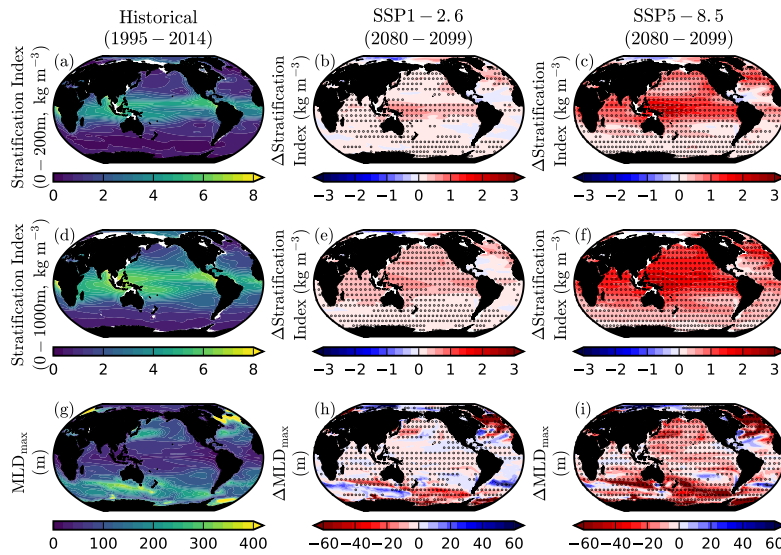 Historical
(1995−2014)
SSP1−2.6
(2080−2099)
SSP5−8.5
(2080−2099)
(a)
Stratification Index
(0−200m, kg m−3)
0 2 4 6 8
(b)
ΔStratification
Index (kg m−3)
−3 −2 −1 0 1 2 3
(c)
ΔStratification
Index (kg m−3)
−3 −2 −1 0 1 2 3
(d)
Stratification Index
(0−1000m, kg m−3)
0 2 4 6 8
(e)
ΔStratification
Index (kg m−3)
−3 −2 −1 0 1 2 3
(f)
ΔStratification
Index (kg m−3)
−3 −2 −1 0 1 2 3
(g)
MLDmax
(m)
0 100 200 300 400
(h)
ΔMLDmax
(m)
−60 −40 −20 0 20 40 60
(i)
ΔMLDmax
(m)
−60 −40 −20 0 20 40 60